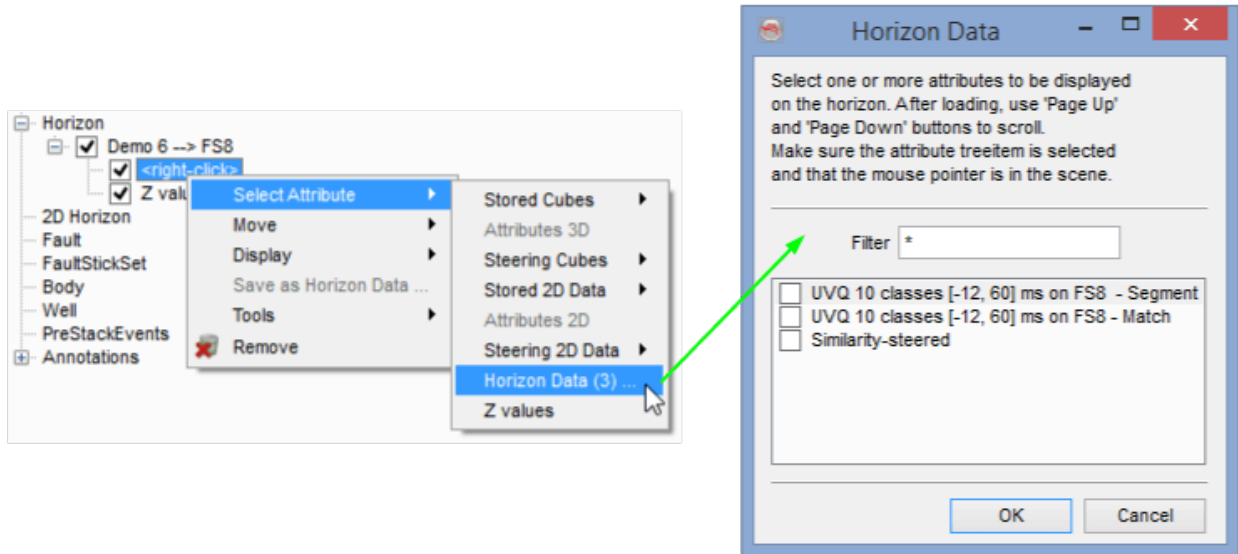 Horizon
Demo 6 --> FS8
<right-click>
Z valu
2D Horizon
Fault
FaultStickSet
Body
Well
PreStackEvents
Annotations
Select Attribute
Move
Display
Save as Horizon Data ...
Tools
Remove
Stored Cubes
Attributes 3D
Steering Cubes
Stored 2D Data
Attributes 2D
Steering 2D Data
Horizon Data (3) ...
Z values
Horizon Data
Select one or more attributes to be displayed
on the horizon. After loading, use 'Page Up'
and 'Page Down' buttons to scroll.
Make sure the attribute treeitem is selected
and that the mouse pointer is in the scene.
Filter *
UVQ 10 classes [-12, 60] ms on FS8 - Segment
UVQ 10 classes [-12, 60] ms on FS8 - Match
Similarity-steered
OK Cancel